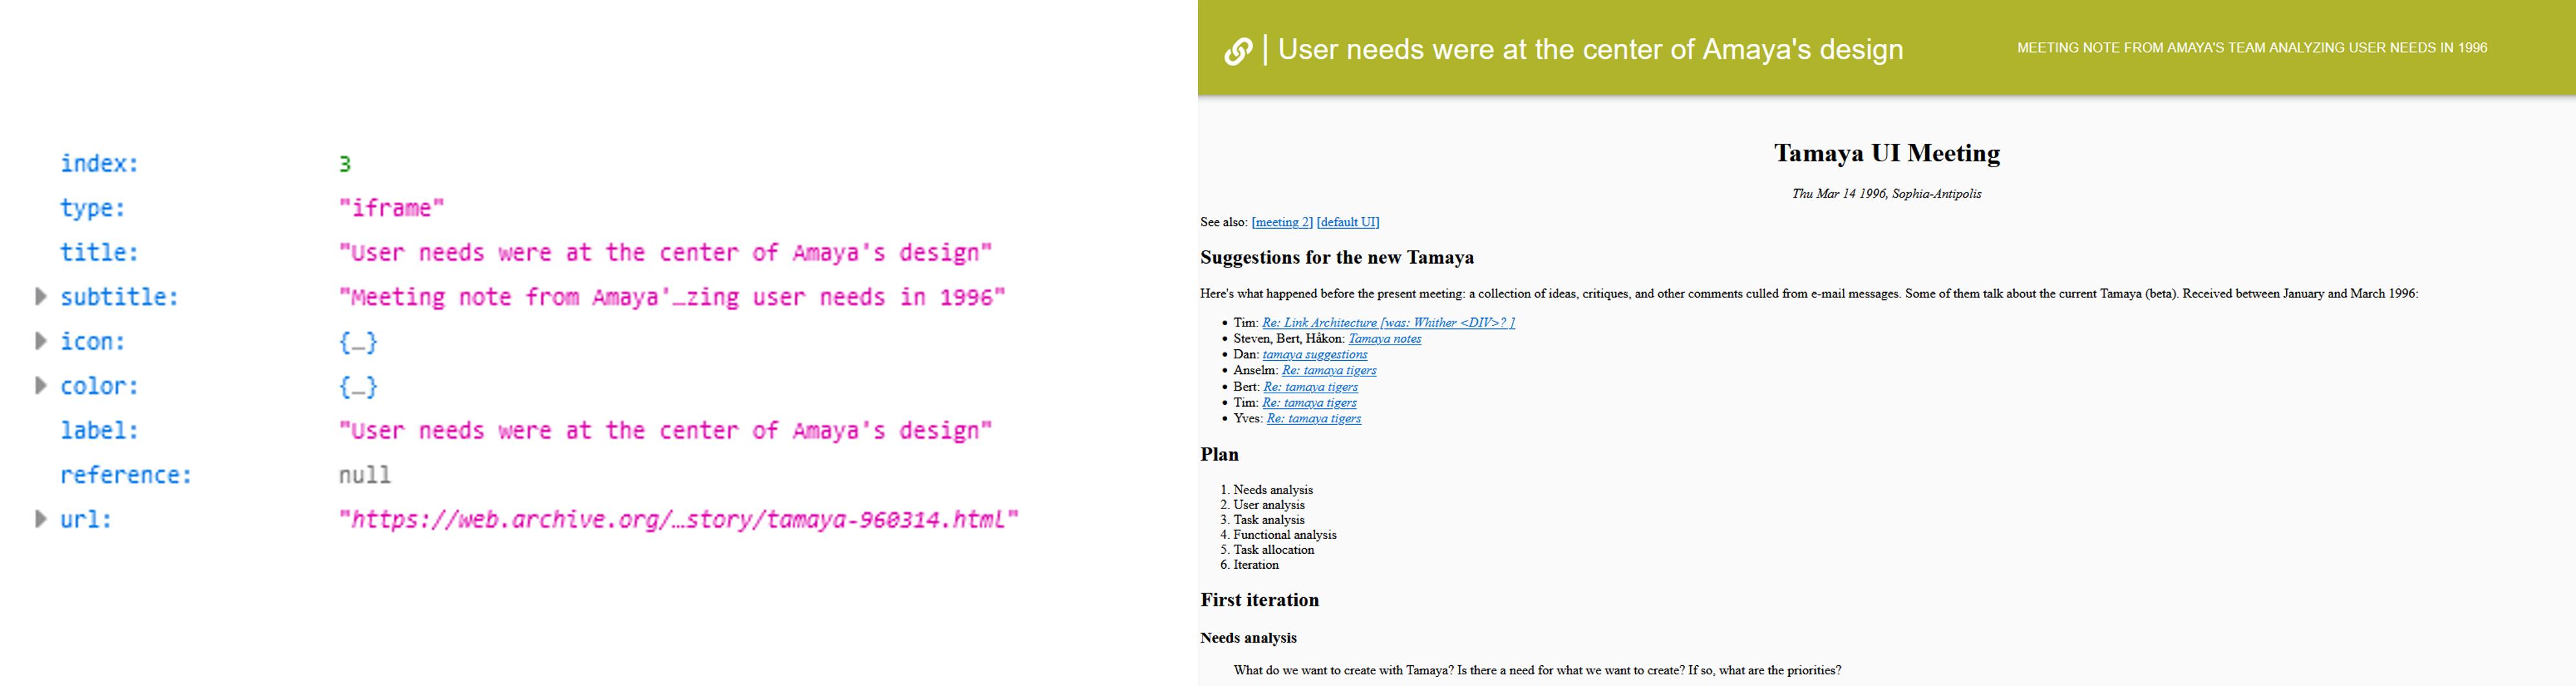 index: 3
type: "iframe"
title: "User needs were at the center of Amaya's design"
subtitle: "Meeting note from Amaya'…zing user needs in 1996"
icon: {…}
color: {…}
label: "User needs were at the center of Amaya's design"
reference: null
url: "https://web.archive.org/…story/tamaya-960314.html"
User needs were at the center of Amaya's design
MEETING NOTE FROM AMAYA'S TEAM ANALYZING USER NEEDS IN 1996
Tamaya UI Meeting
Thu Mar 14 1996, Sophia-Antipolis
See also: [meeting 2] [default UI]
Suggestions for the new Tamaya
Here's what happened before the present meeting: a collection of ideas, critiques, and other comments culled from e-mail messages. Some of them talk about the current Tamaya (beta). Received between January and March 1996:
• Tim: Re: Link Architecture [was: Whither <DIV>? ]
• Steven, Bert, Håkon: Tamaya notes
• Dan: tamaya suggestions
• Anselm: Re: tamaya tigers
• Bert: Re: tamaya tigers
• Tim: Re: tamaya tigers
• Yves: Re: tamaya tigers
Plan
1. Needs analysis
2. User analysis
3. Task analysis
4. Functional analysis
5. Task allocation
6. Iteration
First iteration
Needs analysis
What do we want to create with Tamaya? Is there a need for what we want to create? If so, what are the priorities?